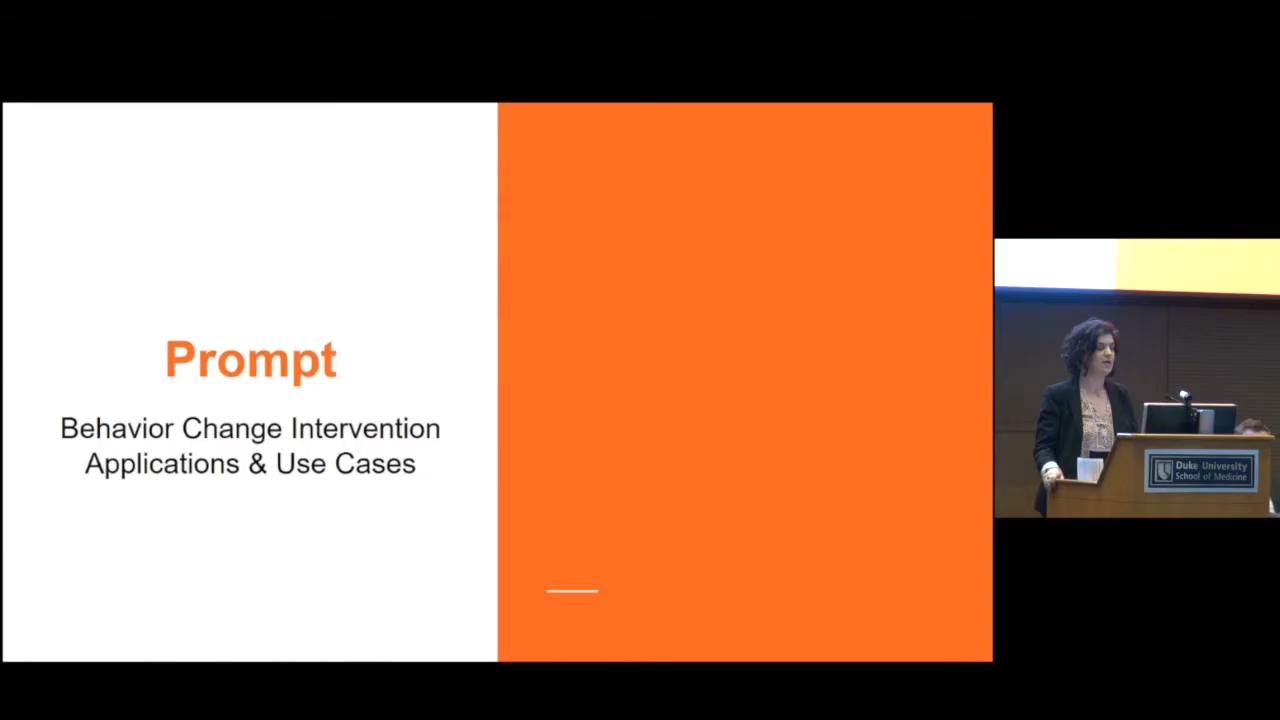 Prompt
Behavior Change Intervention
Applications & Use Cases
Duke University
School of Medicine